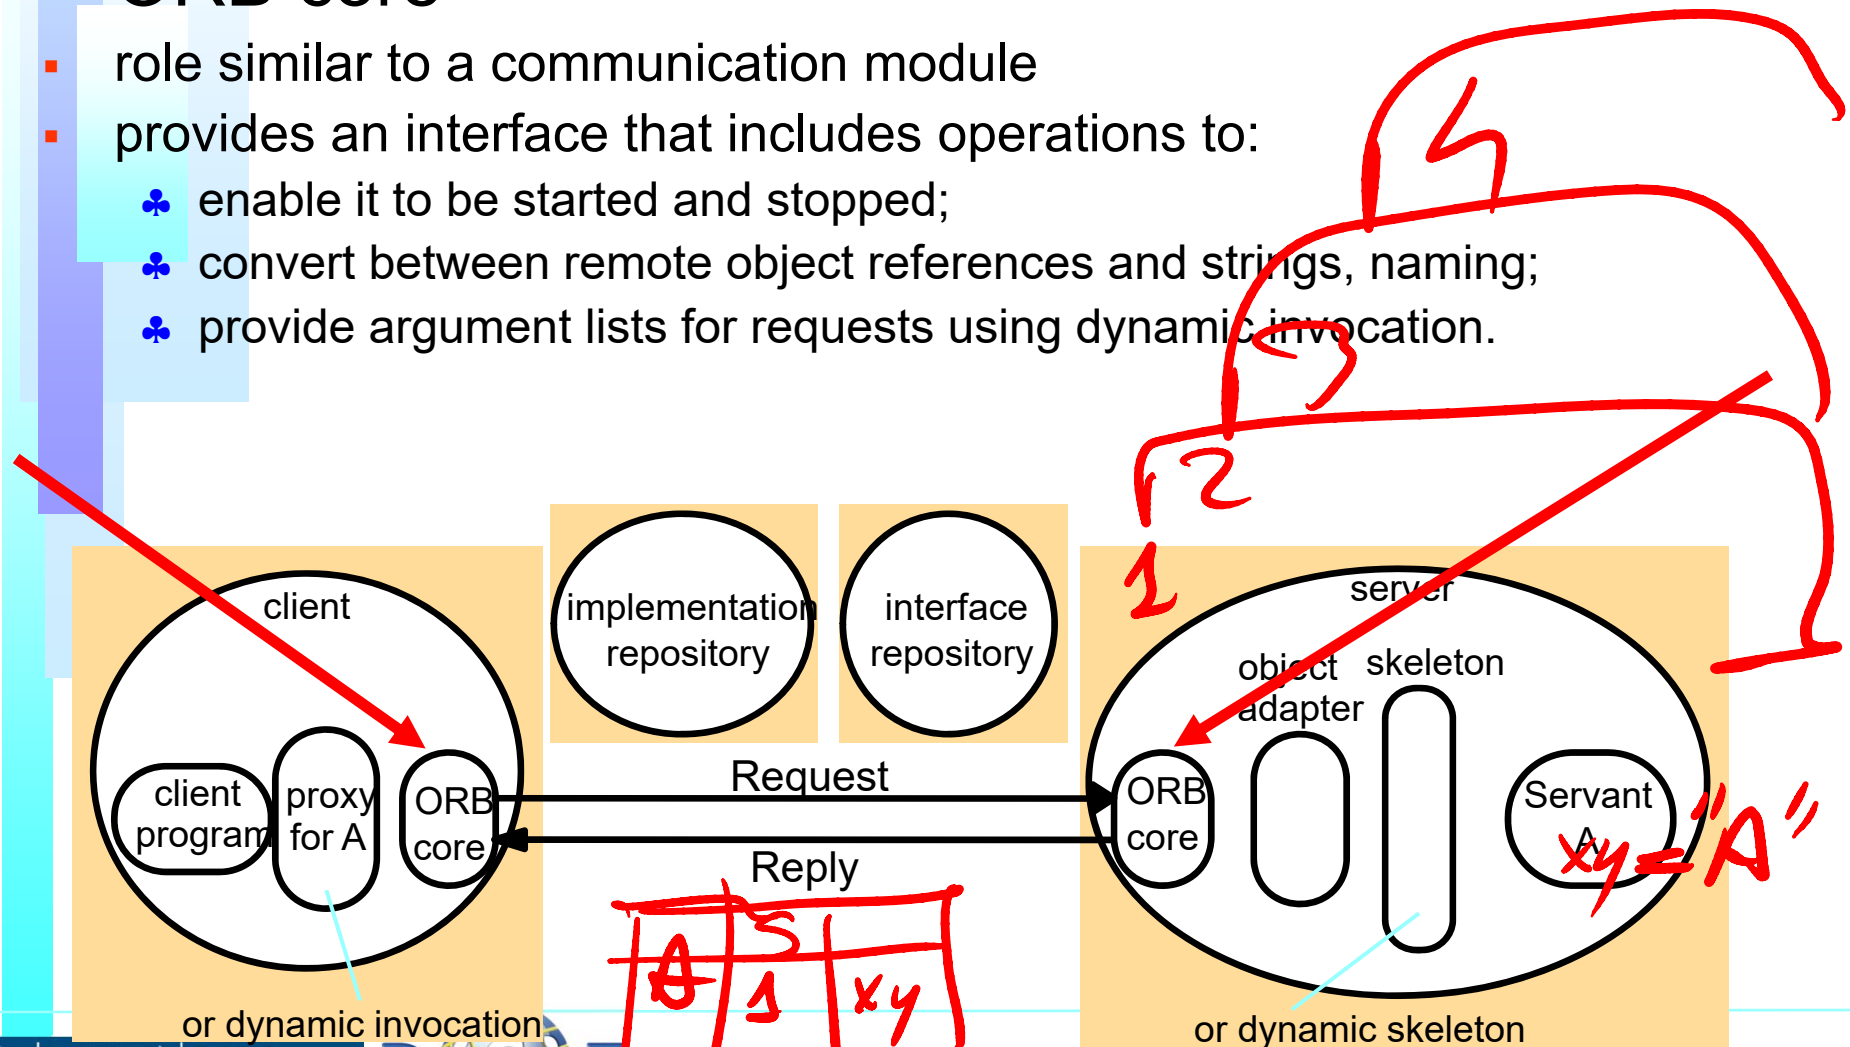 ORB core
role similar to a communication module
provides an interface that includes operations to:
enable it to be started and stopped;
convert between remote object references and strings, naming;
provide argument lists for requests using dynamic invocation.
4
3
2
1
client
implementation
repository
interface
repository
server
object
adapter
skeleton
client
program
proxy
for A
ORB
core
Request
Reply
ORB
core
Servant
A
xy = "A"
S
A 1 xy
or dynamic invocation
or dynamic skeleton